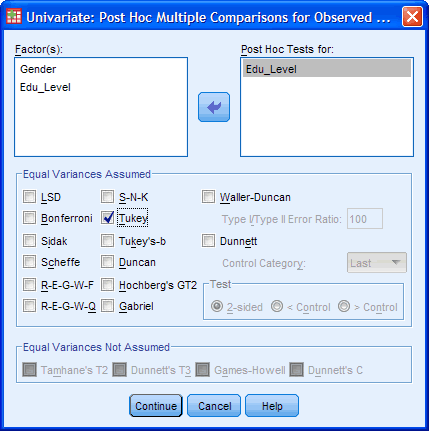 Univariate: Post Hoc Multiple Comparisons for Observed ...
Factor(s):
Gender
Edu_Level
Post Hoc Tests for:
Edu_Level
Equal Variances Assumed
LSD S-N-K Waller-Duncan
Bonferroni Tukey Type I/Type II Error Ratio: 100
Sidak Tukey's-b Dunnett
Scheffe Duncan Control Category: Last
R-E-G-W-F Hochberg's GT2 Test
R-E-G-W-Q Gabriel 2-sided < Control > Control
Equal Variances Not Assumed
Tamhane's T2 Dunnett's T3 Games-Howell Dunnett's C
Continue Cancel Help